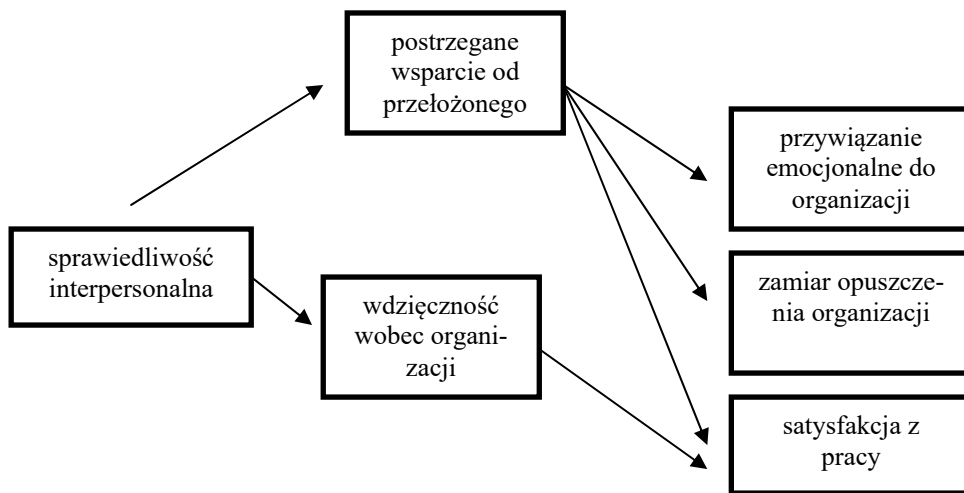 postrzegane
wsparcie od
przełożonego
przywiązanie
emocjonalne do
organizacji
sprawiedliwość
interpersonalna
wdzięczność
wobec organi-
zacji
zamiar opuszcze-
nia organizacji
satysfakcja z
pracy